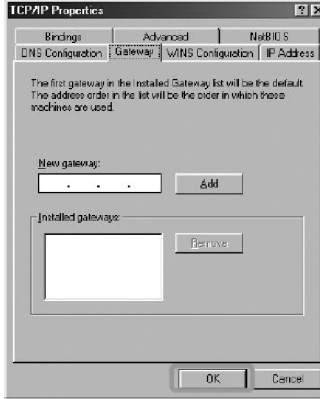 TCP/IP Properties
Bindings Advanced NetBIOS
DNS Configuration Gateway WINS Configuration IP Address
The first gateway in the Installed Gateway list will be the default.
The address order in the list will be the order in which these
machines are used.
New gateway:
. . .
Add
Installed gateways:
Remove
OK Cancel